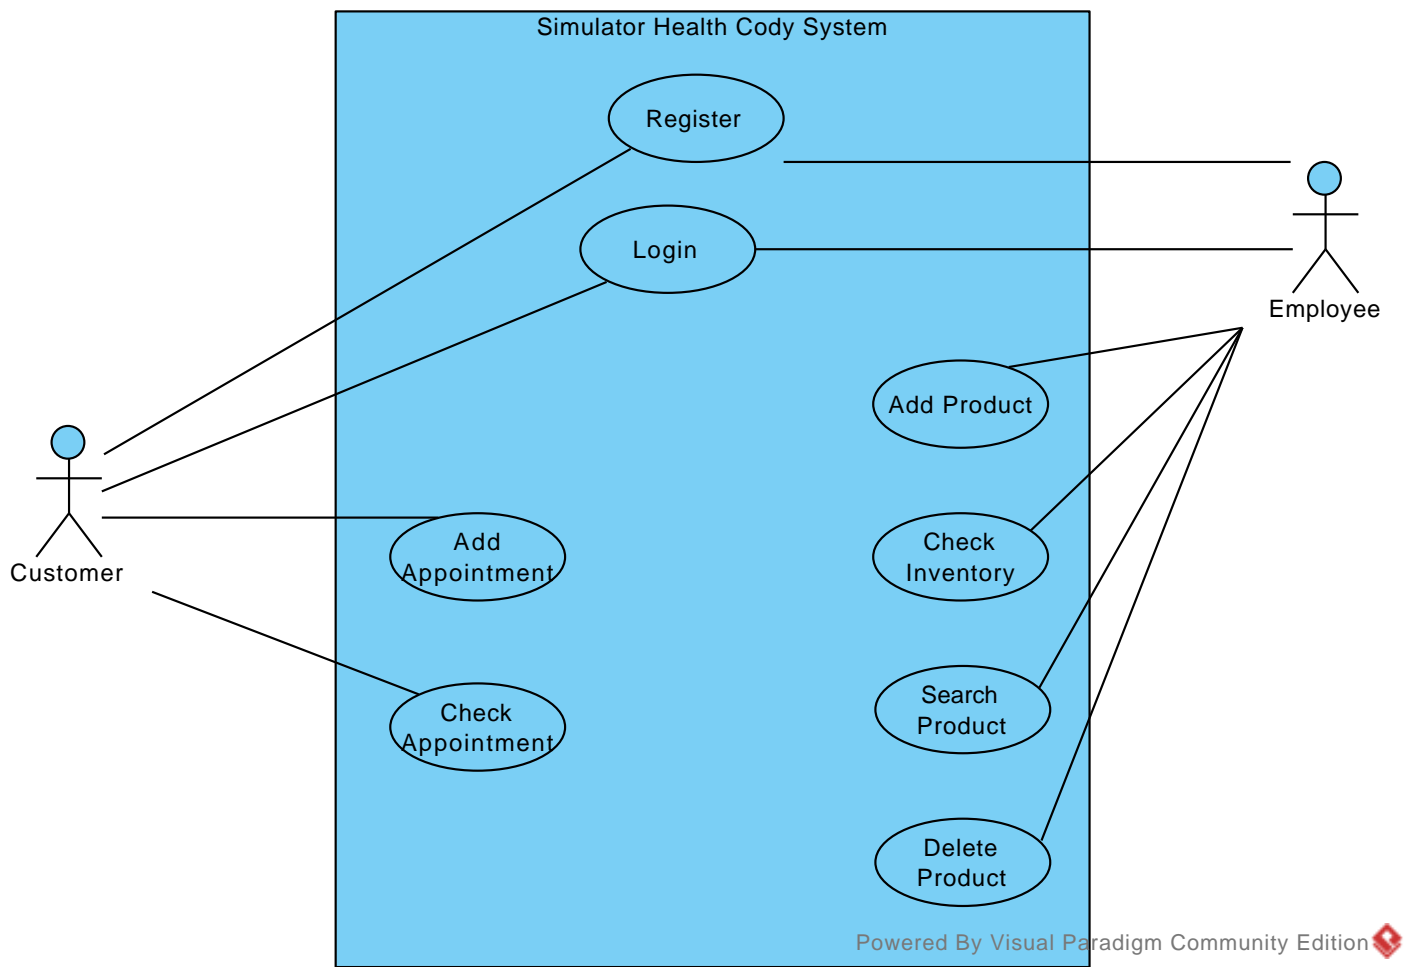 Simulator Health Cody System
Register
Login
Employee
Add Product
Customer
Add
Appointment
Check
Inventory
Check
Appointment
Search
Product
Delete
Product
Powered By Visual Paradigm Community Edition